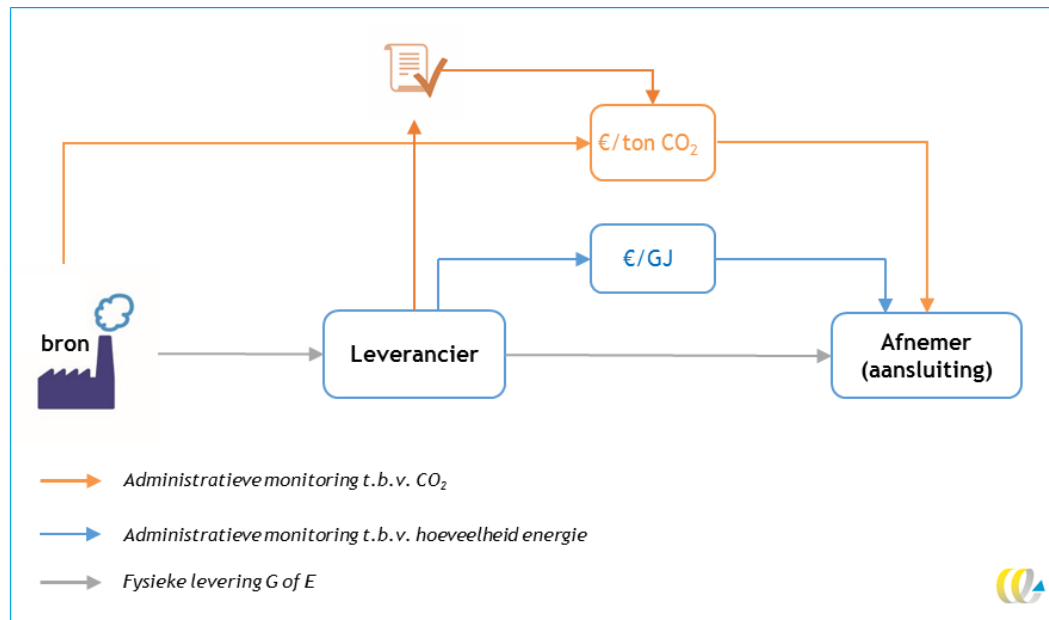 €/ton CO₂
€/GJ
bron
Leverancier
Afnemer
(aansluiting)
Administratieve monitoring t.b.v. CO₂
Administratieve monitoring t.b.v. hoeveelheid energie
Fysieke levering G of E